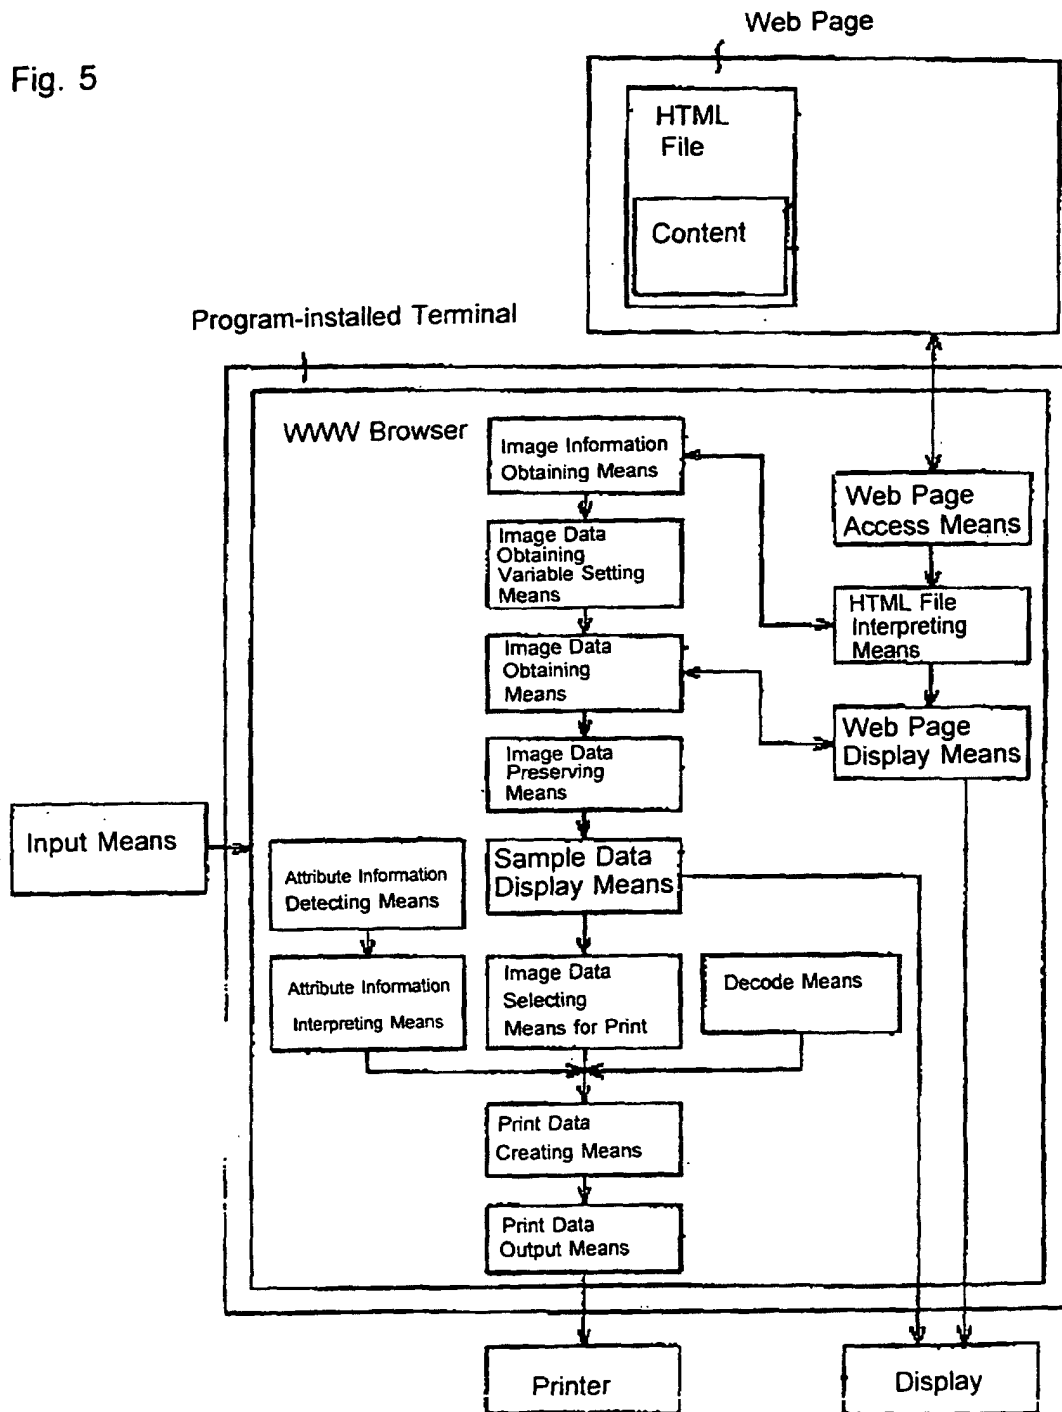 Web Page
Fig. 5
HTML
File
Content
Program-installed Terminal
WWW Browser
Image Information
Obtaining Means
Web Page
Access Means
Image Data
Obtaining
Variable Setting
Means
HTML File
Interpreting
Means
Image Data
Obtaining
Means
Web Page
Display Means
Image Data
Preserving
Means
Input Means
Sample Data
Display Means
Attribute Information
Detecting Means
Attribute Information
Interpreting Means
Image Data
Selecting
Means for Print
Decode Means
Print Data
Creating Means
Print Data
Output Means
Printer
Display